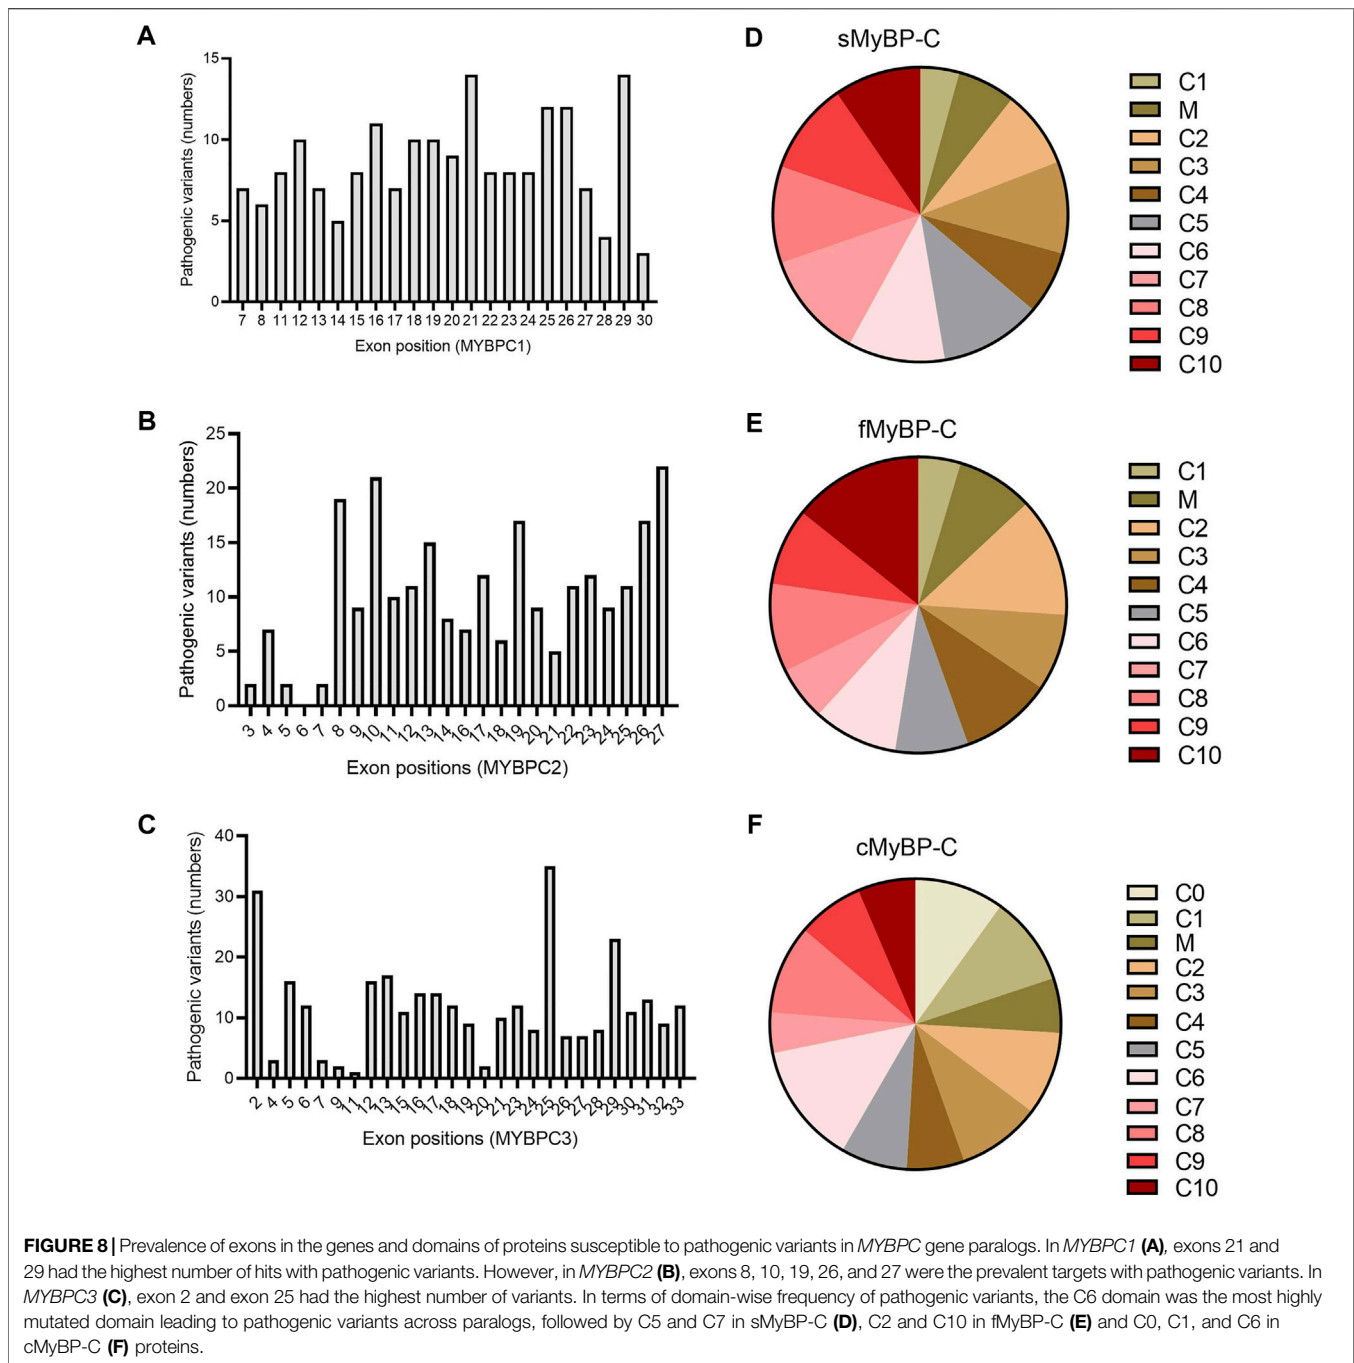 A
15
10
5
0
Pathogenic variants (numbers)
7 8 11 12 13 14 15 16 17 18 19 20 21 22 23 24 25 26 27 28 29 30
Exon position (MYBPC1)
D
sMyBP-C
C1
M
C2
C3
C4
C5
C6
C7
C8
C9
C10
B
25
20
15
10
5
0
Pathogenic variants (numbers)
3 4 5 6 7 8 9 10 11 12 13 14 16 17 18 19 20 21 22 23 24 25 26 27
Exon positions (MYBPC2)
E
fMyBP-C
C1
M
C2
C3
C4
C5
C6
C7
C8
C9
C10
C
40
30
20
10
0
Pathogenic variants (numbers)
2 4 5 6 7 9 11 12 13 15 16 17 18 19 20 21 23 24 25 26 27 28 29 30 31 32 33
Exon positions (MYBPC3)
F
cMyBP-C
C0
C1
M
C2
C3
C4
C5
C6
C7
C8
C9
C10
FIGURE 8 | Prevalence of exons in the genes and domains of proteins susceptible to pathogenic variants in MYBPC gene paralogs. In MYBPC1 (A), exons 21 and
29 had the highest number of hits with pathogenic variants. However, in MYBPC2 (B), exons 8, 10, 19, 26, and 27 were the prevalent targets with pathogenic variants. In
MYBPC3 (C), exon 2 and exon 25 had the highest number of variants. In terms of domain-wise frequency of pathogenic variants, the C6 domain was the most highly
mutated domain leading to pathogenic variants across paralogs, followed by C5 and C7 in sMyBP-C (D), C2 and C10 in fMyBP-C (E) and C0, C1, and C6 in
cMyBP-C (F) proteins.